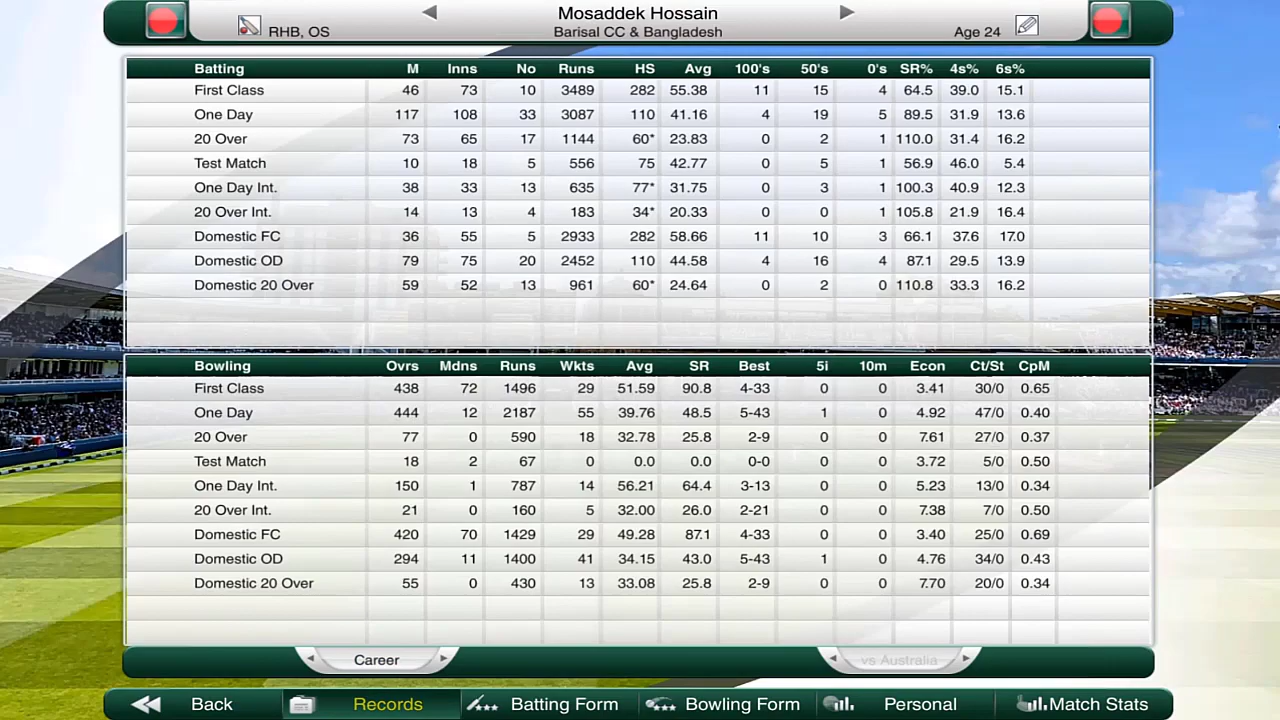 Mosaddek Hossain
RHB, OS Barisal CC & Bangladesh Age 24
Batting M Inns No Runs HS Avg 100's 50's 0's SR% 4s% 6s%
First Class 46 73 10 3489 282 55.38 11 15 4 64.5 39.0 15.1
One Day 117 108 33 3087 110 41.16 4 19 5 89.5 31.9 13.6
20 Over 73 65 17 1144 60* 23.83 0 2 1 110.0 31.4 16.2
Test Match 10 18 5 556 75 42.77 0 5 1 56.9 46.0 5.4
One Day Int. 38 33 13 635 77* 31.75 0 3 1 100.3 40.9 12.3
20 Over Int. 14 13 4 183 34* 20.33 0 0 1 105.8 21.9 16.4
Domestic FC 36 55 5 2933 282 58.66 11 10 3 66.1 37.6 17.0
Domestic OD 79 75 20 2452 110 44.58 4 16 4 87.1 29.5 13.9
Domestic 20 Over 59 52 13 961 60* 24.64 0 2 0 110.8 33.3 16.2
Bowling Ovrs Mdns Runs Wkts Avg SR Best 5i 10m Econ Ct/St CpM
First Class 438 72 1496 29 51.59 90.8 4-33 0 0 3.41 30/0 0.65
One Day 444 12 2187 55 39.76 48.5 5-43 1 0 4.92 47/0 0.40
20 Over 77 0 590 18 32.78 25.8 2-9 0 0 7.61 27/0 0.37
Test Match 18 2 67 0 0.0 0.0 0-0 0 0 3.72 5/0 0.50
One Day Int. 150 1 787 14 56.21 64.4 3-13 0 0 5.23 13/0 0.34
20 Over Int. 21 0 160 5 32.00 26.0 2-21 0 0 7.38 7/0 0.50
Domestic FC 420 70 1429 29 49.28 87.1 4-33 0 0 3.40 25/0 0.69
Domestic OD 294 11 1400 41 34.15 43.0 5-43 1 0 4.76 34/0 0.43
Domestic 20 Over 55 0 430 13 33.08 25.8 2-9 0 0 7.70 20/0 0.34
Career vs Australia
Back Records Batting Form Bowling Form Personal Match Stats